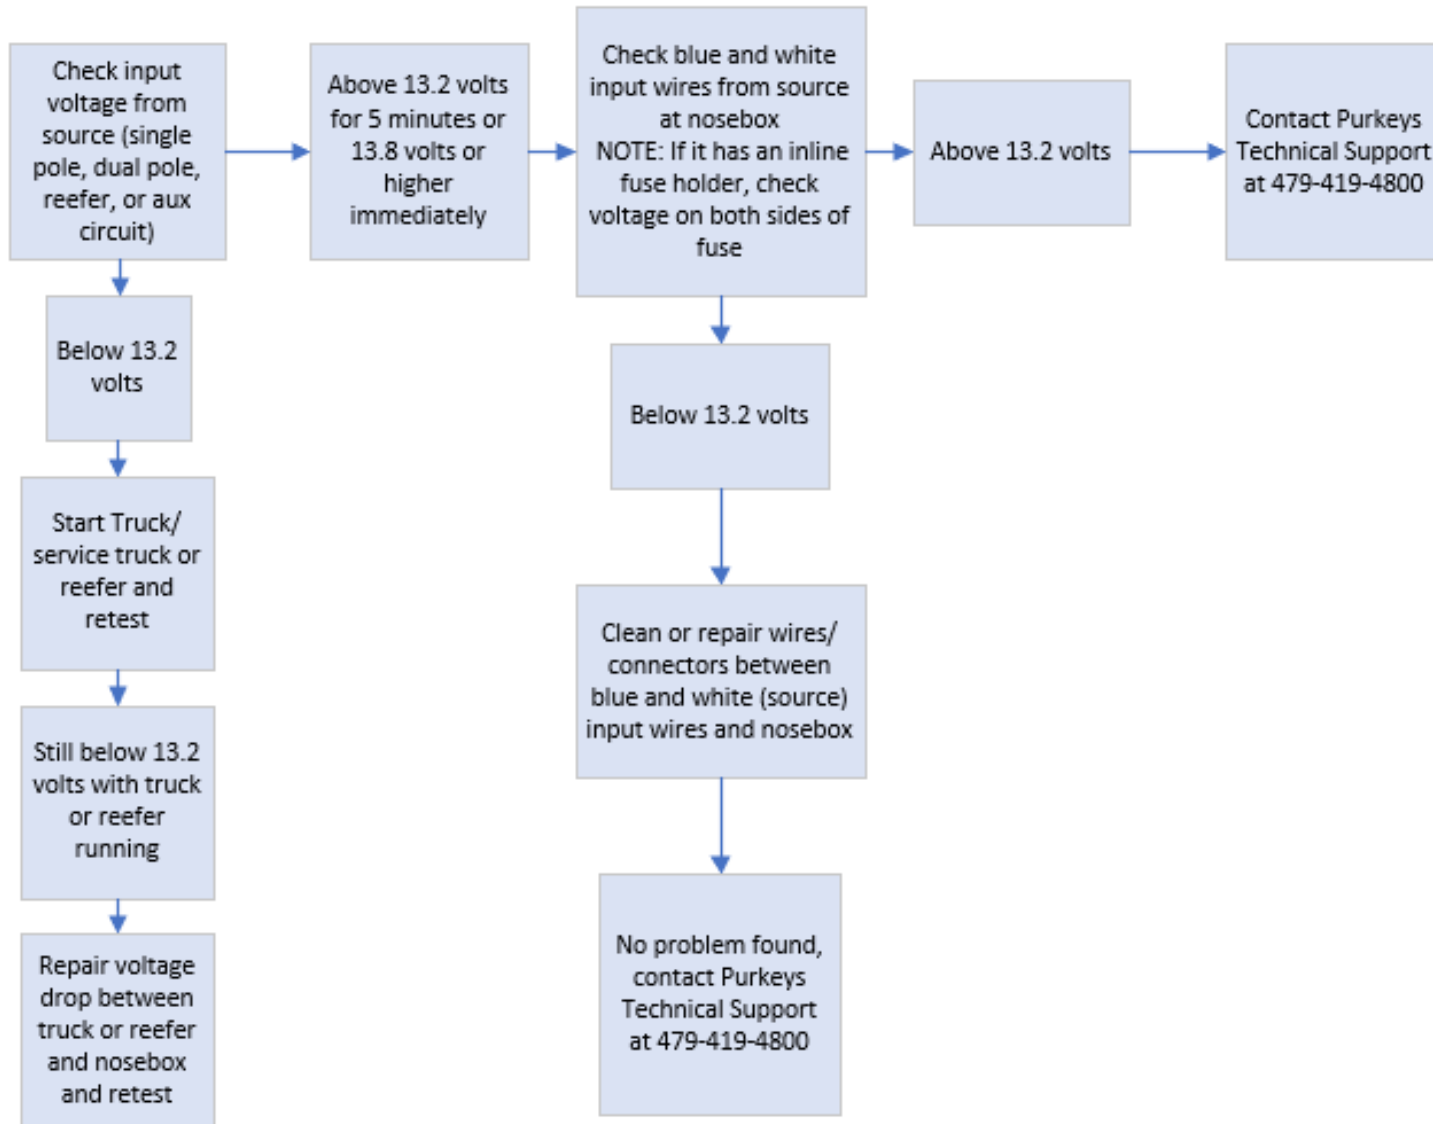 Check input
voltage from
source (single
pole, dual pole,
reefer, or aux
circuit)
Above 13.2 volts
for 5 minutes or
13.8 volts or
higher
immediately
Check blue and white
input wires from source
at nosebox
NOTE: If it has an inline
fuse holder, check
voltage on both sides of
fuse
Above 13.2 volts
Contact Purkeys
Technical Support
at 479-419-4800
Below 13.2
volts
Start Truck/
service truck or
reefer and
retest
Still below 13.2
volts with truck
or reefer
running
Repair voltage
drop between
truck or reefer
and nosebox
and retest
Below 13.2 volts
Clean or repair wires/
connectors between
blue and white (source)
input wires and nosebox
No problem found,
contact Purkeys
Technical Support
at 479-419-4800